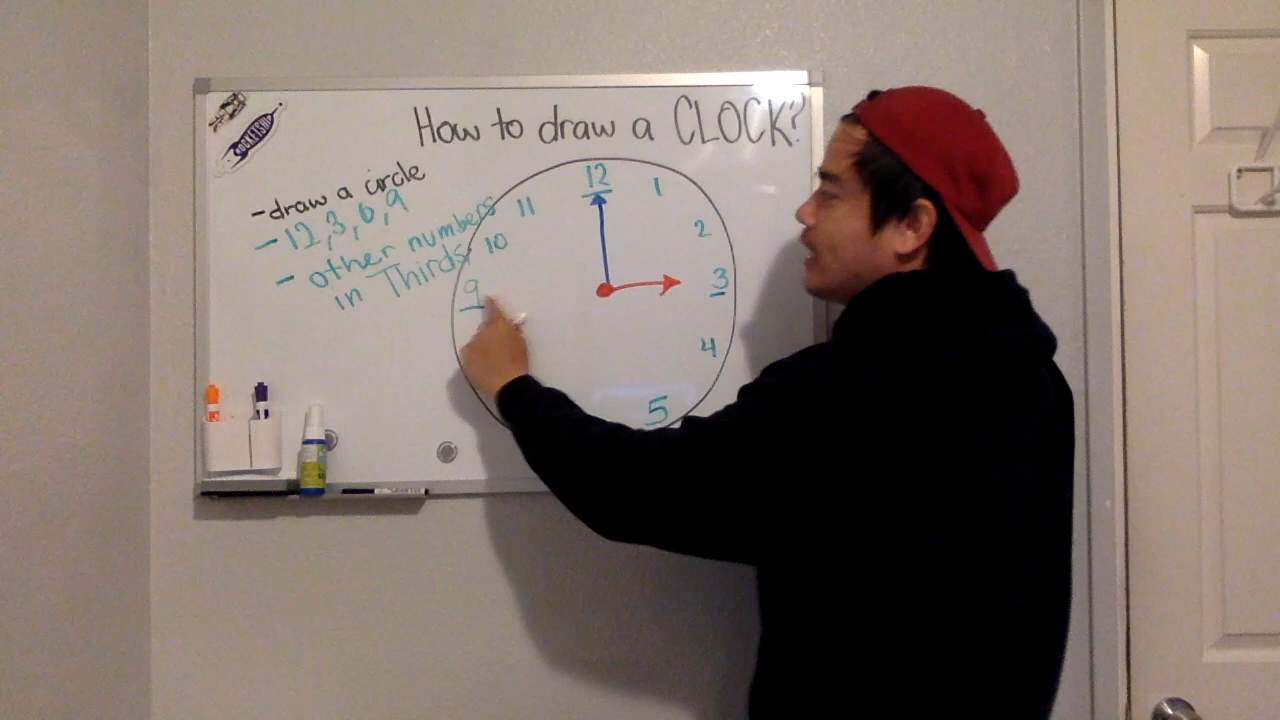 How to draw a CLOCK?
ROCKETSHIP
-draw a circle
-12,3,6,9
- other numbers
in Thirds
12
11
1
10
2
9
3
4
5